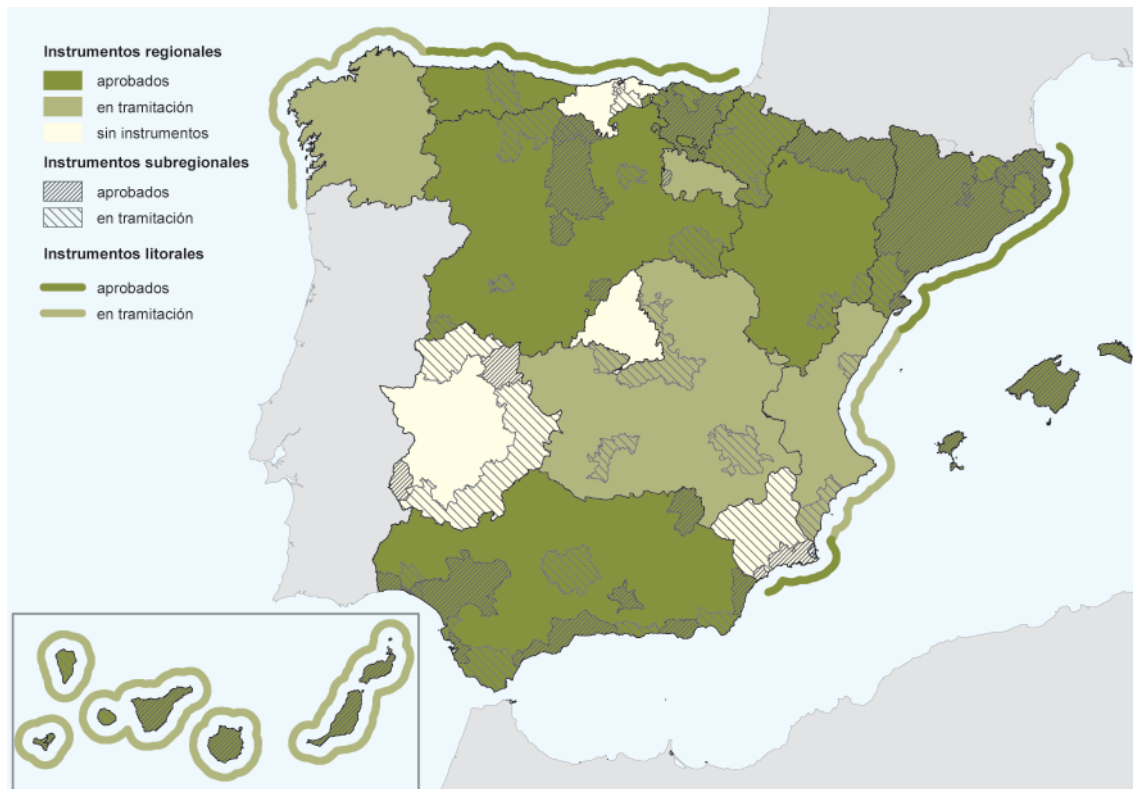 Instrumentos regionales
aprobados
en tramitación
sin instrumentos
Instrumentos subregionales
aprobados
en tramitación
Instrumentos litorales
aprobados
en tramitación